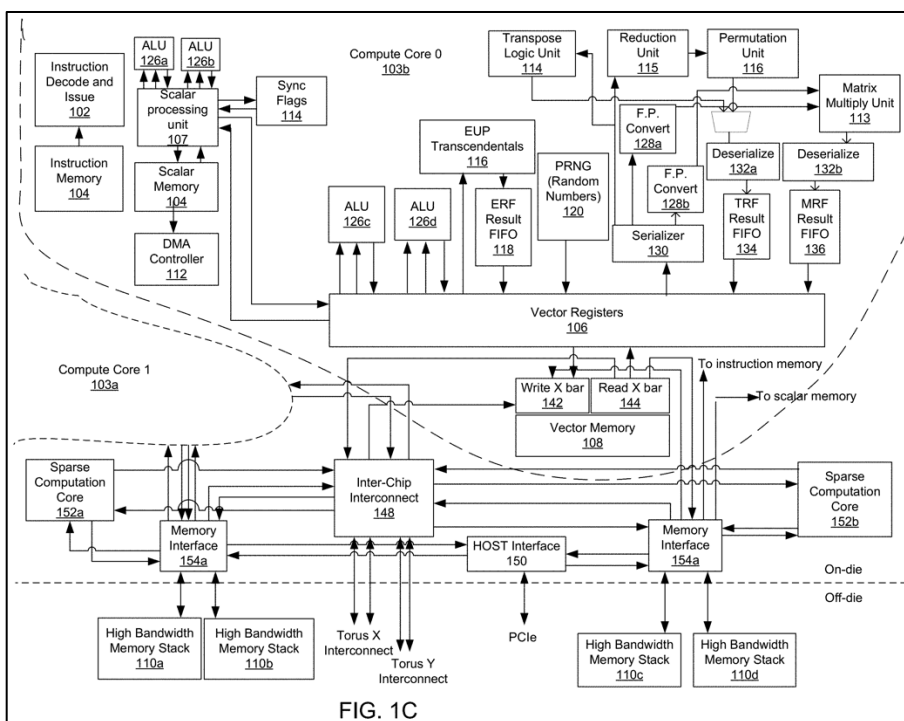 ALU
126a
ALU
126b
Instruction
Decode and
Issue
102
Instruction
Memory
104
Scalar
processing
unit
107
Sync
Flags
114
Scalar
Memory
104
DMA
Controller
112
Compute Core 0
103b
Transpose
Logic Unit
114
Reduction
Unit
115
Permutation
Unit
116
Matrix
Multiply Unit
113
EUP
Transcendentals
116
F.P.
Convert
128a
F.P.
Convert
128b
Deserialize
132a
Deserialize
132b
ALU
126c
ALU
126d
ERF
Result
FIFO
118
PRNG
(Random
Numbers)
120
Serializer
130
TRF
Result
FIFO
134
MRF
Result
FIFO
136
Vector Registers
106
Compute Core 1
103a
Write X bar
142
Read X bar
144
Vector Memory
108
To instruction memory
To scalar memory
Sparse
Computation
Core
152a
Inter-Chip
Interconnect
148
Sparse
Computation
Core
152b
Memory
Interface
154a
HOST Interface
150
Memory
Interface
154a
On-die
Off-die
High Bandwidth
Memory Stack
110a
High Bandwidth
Memory Stack
110b
Torus X
Interconnect
Torus Y
Interconnect
PCIe
High Bandwidth
Memory Stack
110c
High Bandwidth
Memory Stack
110d
FIG. 1C